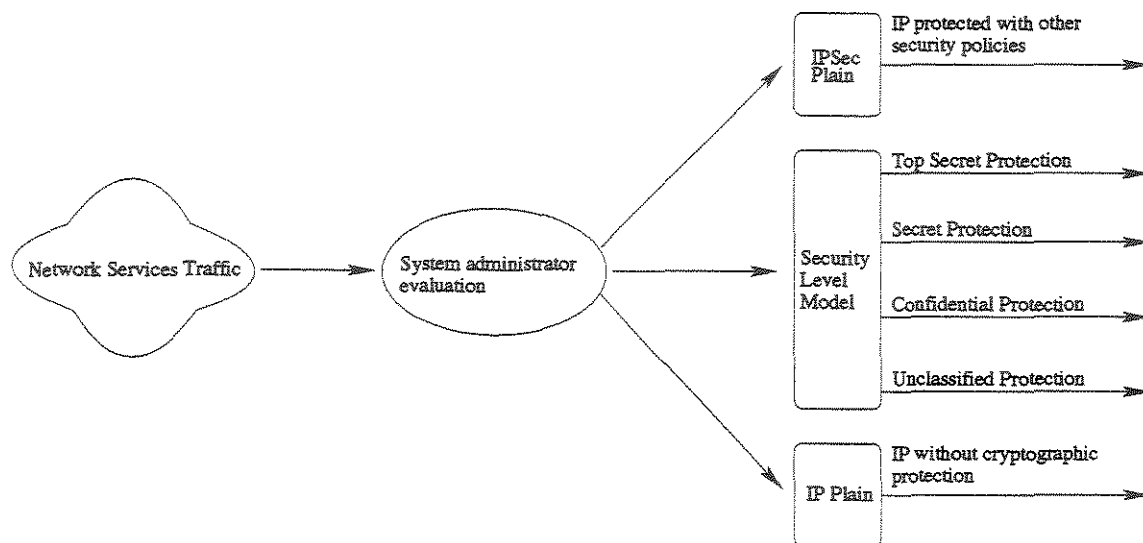 IP protected with other
security policies
IPSec
Plain
Top Secret Protection
Secret Protection
Network Services Traffic
System administrator
evaluation
Security
Level
Model
Confidential Protection
Unclassified Protection
IP without cryptographic
protection
IP Plain